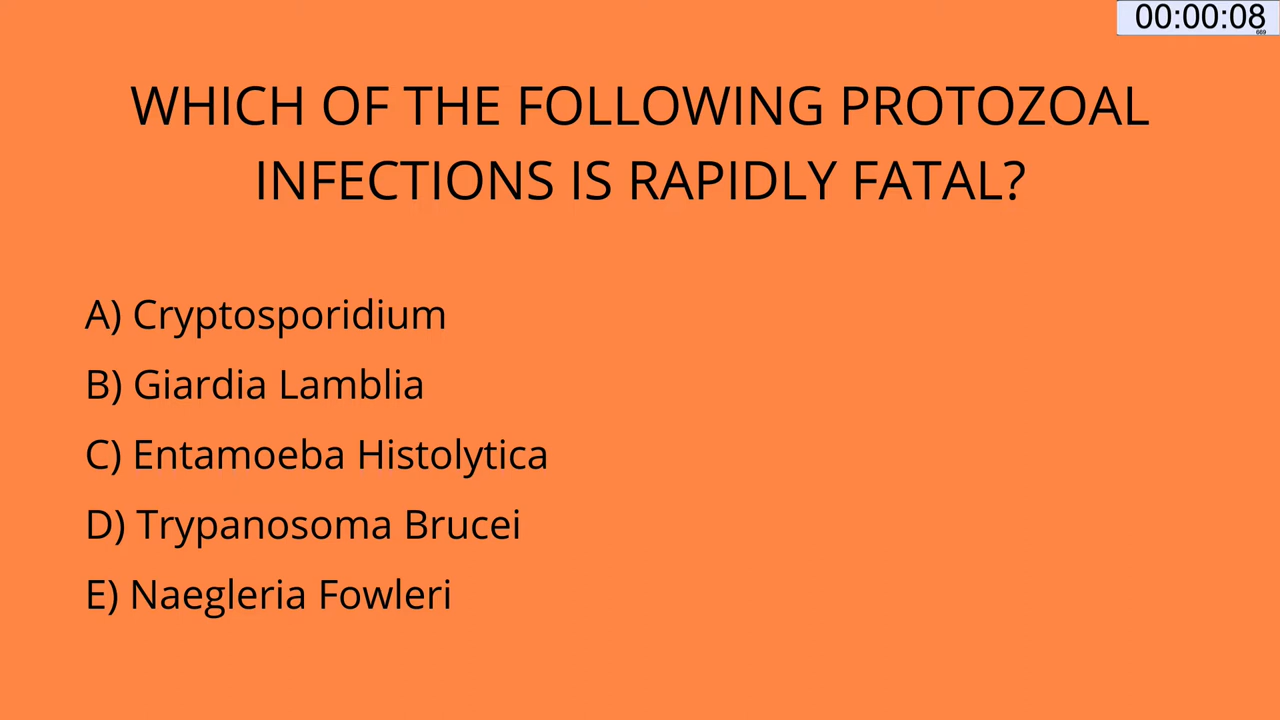 00:00:08
669
WHICH OF THE FOLLOWING PROTOZOAL
INFECTIONS IS RAPIDLY FATAL?
A) Cryptosporidium
B) Giardia Lamblia
C) Entamoeba Histolytica
D) Trypanosoma Brucei
E) Naegleria Fowleri